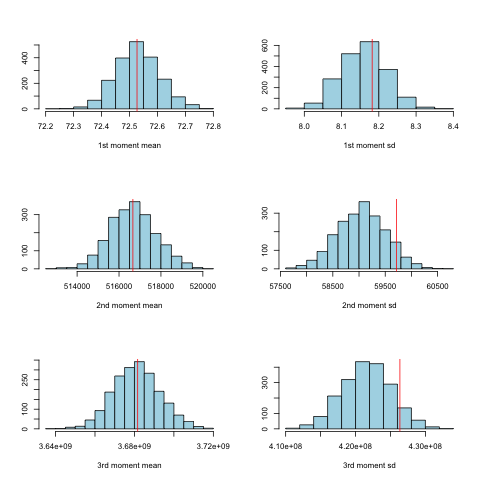 0 200 400
72.2 72.3 72.4 72.5 72.6 72.7 72.8
1st moment mean
0 200 400 600
8.0 8.1 8.2 8.3 8.4
1st moment sd
0 100 300
514000 516000 518000 520000
2nd moment mean
0 100 300
57500 58500 59500 60500
2nd moment sd
0 100 250
3.64e+09 3.68e+09 3.72e+09
3rd moment mean
0 100 300
4.10e+08 4.20e+08 4.30e+08
3rd moment sd